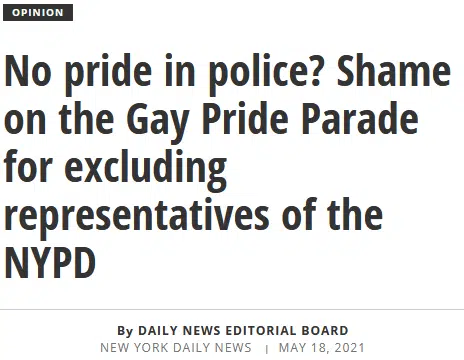 OPINION
No pride in police? Shame
on the Gay Pride Parade
for excluding
representatives of the
NYPD
By DAILY NEWS EDITORIAL BOARD
NEW YORK DAILY NEWS | MAY 18, 2021